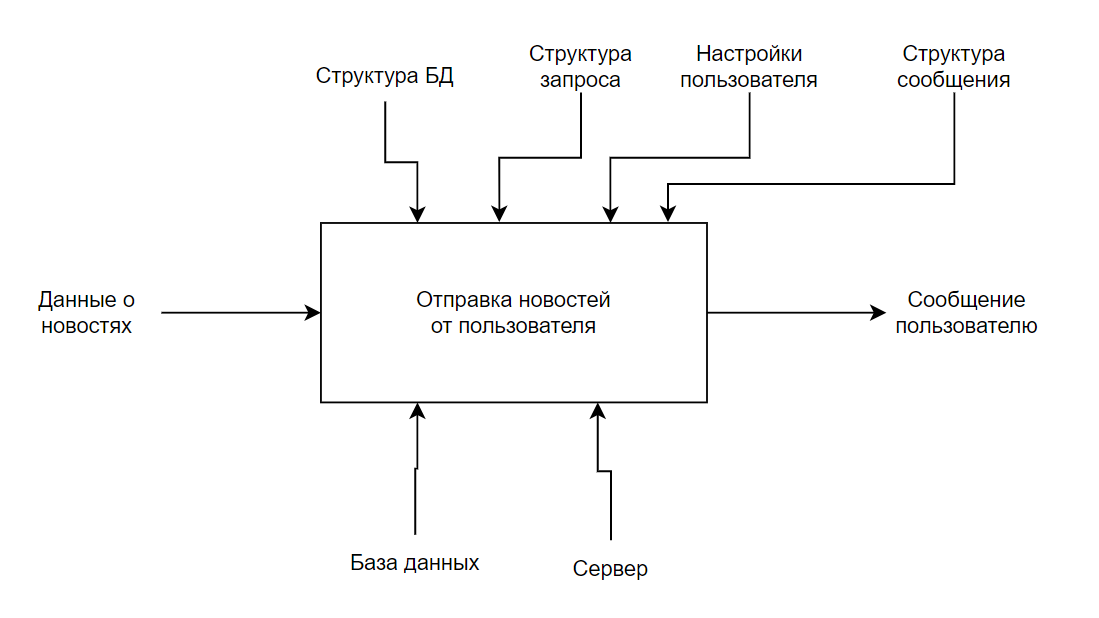 Структура БД
Структура
запроса
Настройки
пользователя
Структура
сообщения
Данные о
новостях
Отправка новостей
от пользователя
Сообщение
пользователю
База данных
Сервер